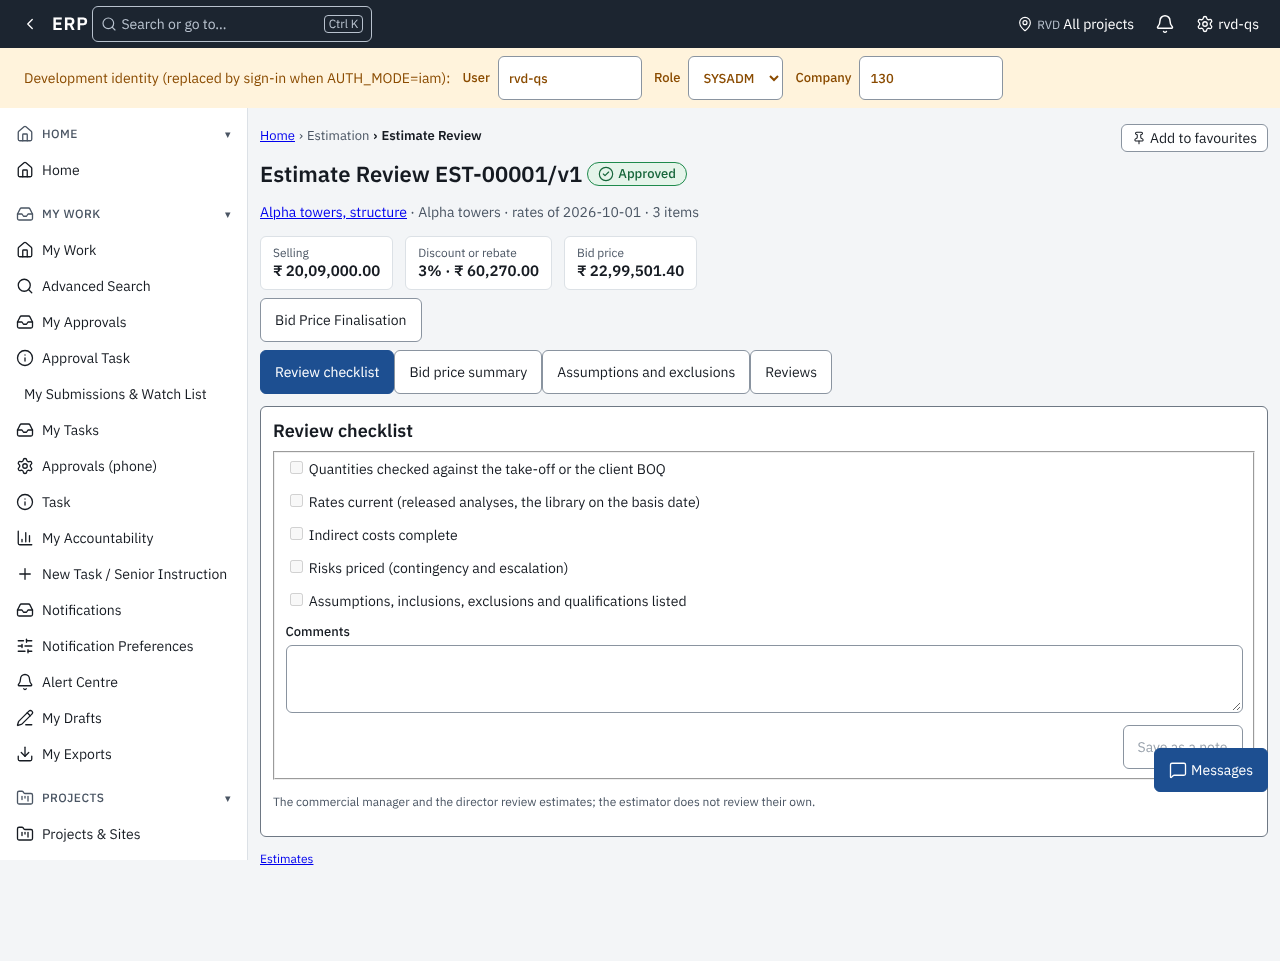 ERP
Search or go to...
Ctrl K
RVD All projects
rvd-qs
Development identity (replaced by sign-in when AUTH_MODE=iam):
User
rvd-qs
Role
SYSADM
Company
130
HOME
Home
MY WORK
My Work
Advanced Search
My Approvals
Approval Task
My Submissions & Watch List
My Tasks
Approvals (phone)
Task
My Accountability
New Task / Senior Instruction
Notifications
Notification Preferences
Alert Centre
My Drafts
My Exports
PROJECTS
Projects & Sites
Home › Estimation › Estimate Review
Add to favourites
Estimate Review EST-00001/v1
Approved
Alpha towers, structure · Alpha towers · rates of 2026-10-01 · 3 items
Selling
₹ 20,09,000.00
Discount or rebate
3% · ₹ 60,270.00
Bid price
₹ 22,99,501.40
Bid Price Finalisation
Review checklist
Bid price summary
Assumptions and exclusions
Reviews
Review checklist
Quantities checked against the take-off or the client BOQ
Rates current (released analyses, the library on the basis date)
Indirect costs complete
Risks priced (contingency and escalation)
Assumptions, inclusions, exclusions and qualifications listed
Comments
Save as a note
Messages
The commercial manager and the director review estimates; the estimator does not review their own.
Estimates